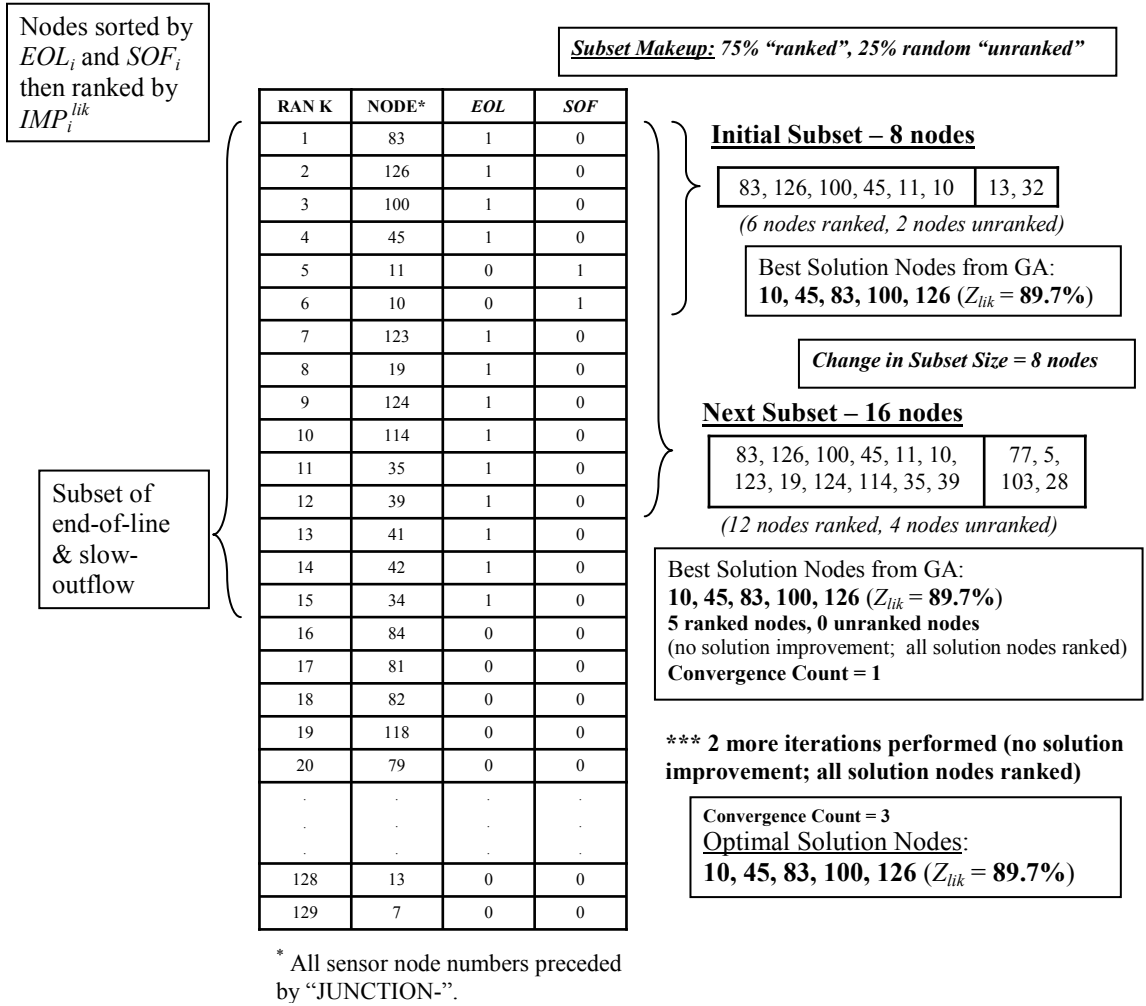 Nodes sorted by
EOLi and SOFi
then ranked by
IMPi^lik
Subset Makeup: 75% “ranked”, 25% random “unranked”
RAN K NODE* EOL SOF
1 83 1 0
2 126 1 0
3 100 1 0
4 45 1 0
5 11 0 1
6 10 0 1
7 123 1 0
8 19 1 0
9 124 1 0
10 114 1 0
11 35 1 0
12 39 1 0
13 41 1 0
14 42 1 0
15 34 1 0
16 84 0 0
17 81 0 0
18 82 0 0
19 118 0 0
20 79 0 0
. . . .
. . . .
. . . .
128 13 0 0
129 7 0 0
* All sensor node numbers preceded
by “JUNCTION-”.
Subset of
end-of-line
& slow-
outflow
Initial Subset – 8 nodes
83, 126, 100, 45, 11, 10 13, 32
(6 nodes ranked, 2 nodes unranked)
Best Solution Nodes from GA:
10, 45, 83, 100, 126 (Zlik = 89.7%)
Change in Subset Size = 8 nodes
Next Subset – 16 nodes
83, 126, 100, 45, 11, 10, 77, 5,
123, 19, 124, 114, 35, 39 103, 28
(12 nodes ranked, 4 nodes unranked)
Best Solution Nodes from GA:
10, 45, 83, 100, 126 (Zlik = 89.7%)
5 ranked nodes, 0 unranked nodes
(no solution improvement; all solution nodes ranked)
Convergence Count = 1
*** 2 more iterations performed (no solution
improvement; all solution nodes ranked)
Convergence Count = 3
Optimal Solution Nodes:
10, 45, 83, 100, 126 (Zlik = 89.7%)